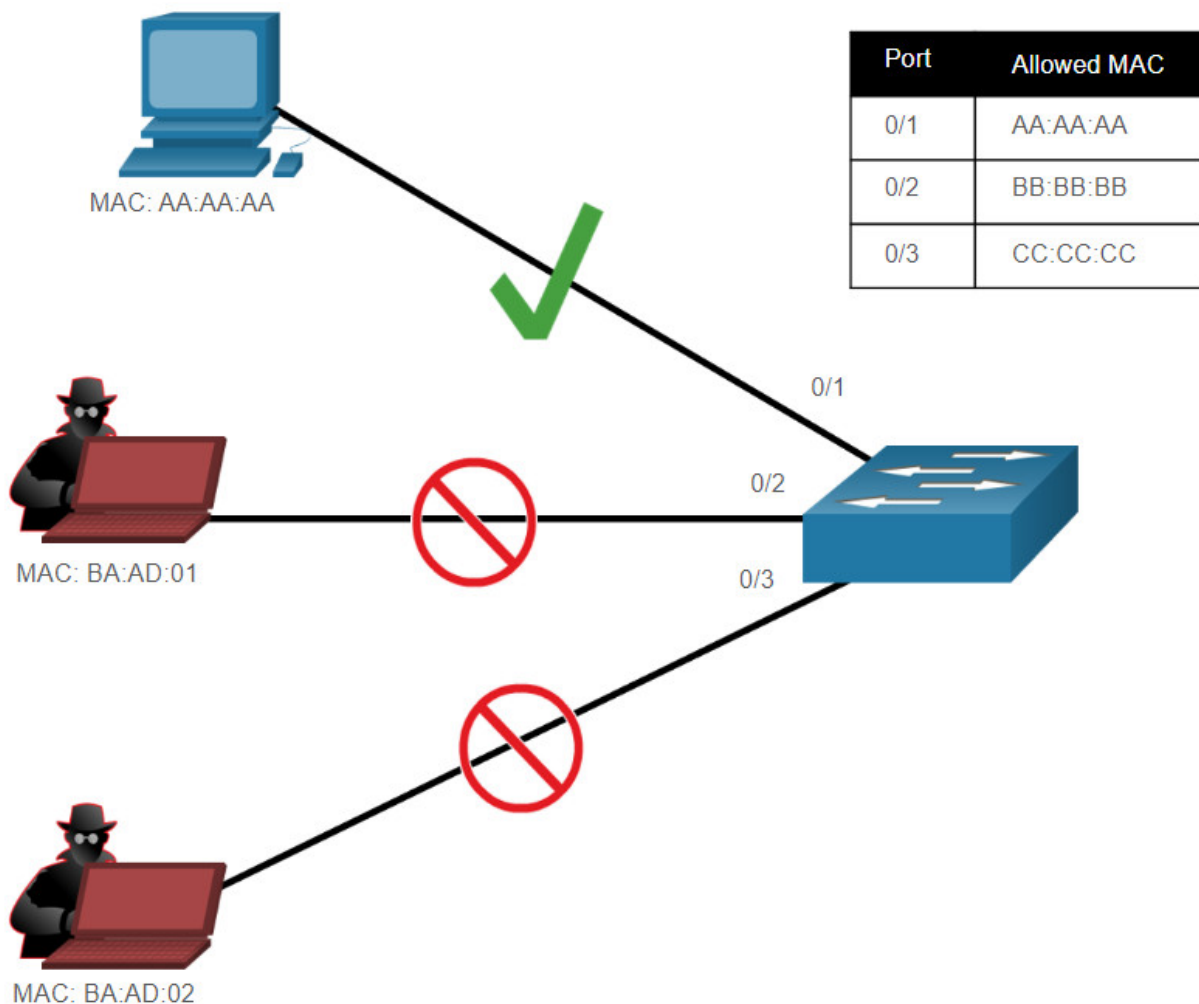 Port Allowed MAC
0/1 AA:AA:AA
0/2 BB:BB:BB
0/3 CC:CC:CC
MAC: AA:AA:AA
0/1
0/2
MAC: BA:AD:01
0/3
MAC: BA:AD:02